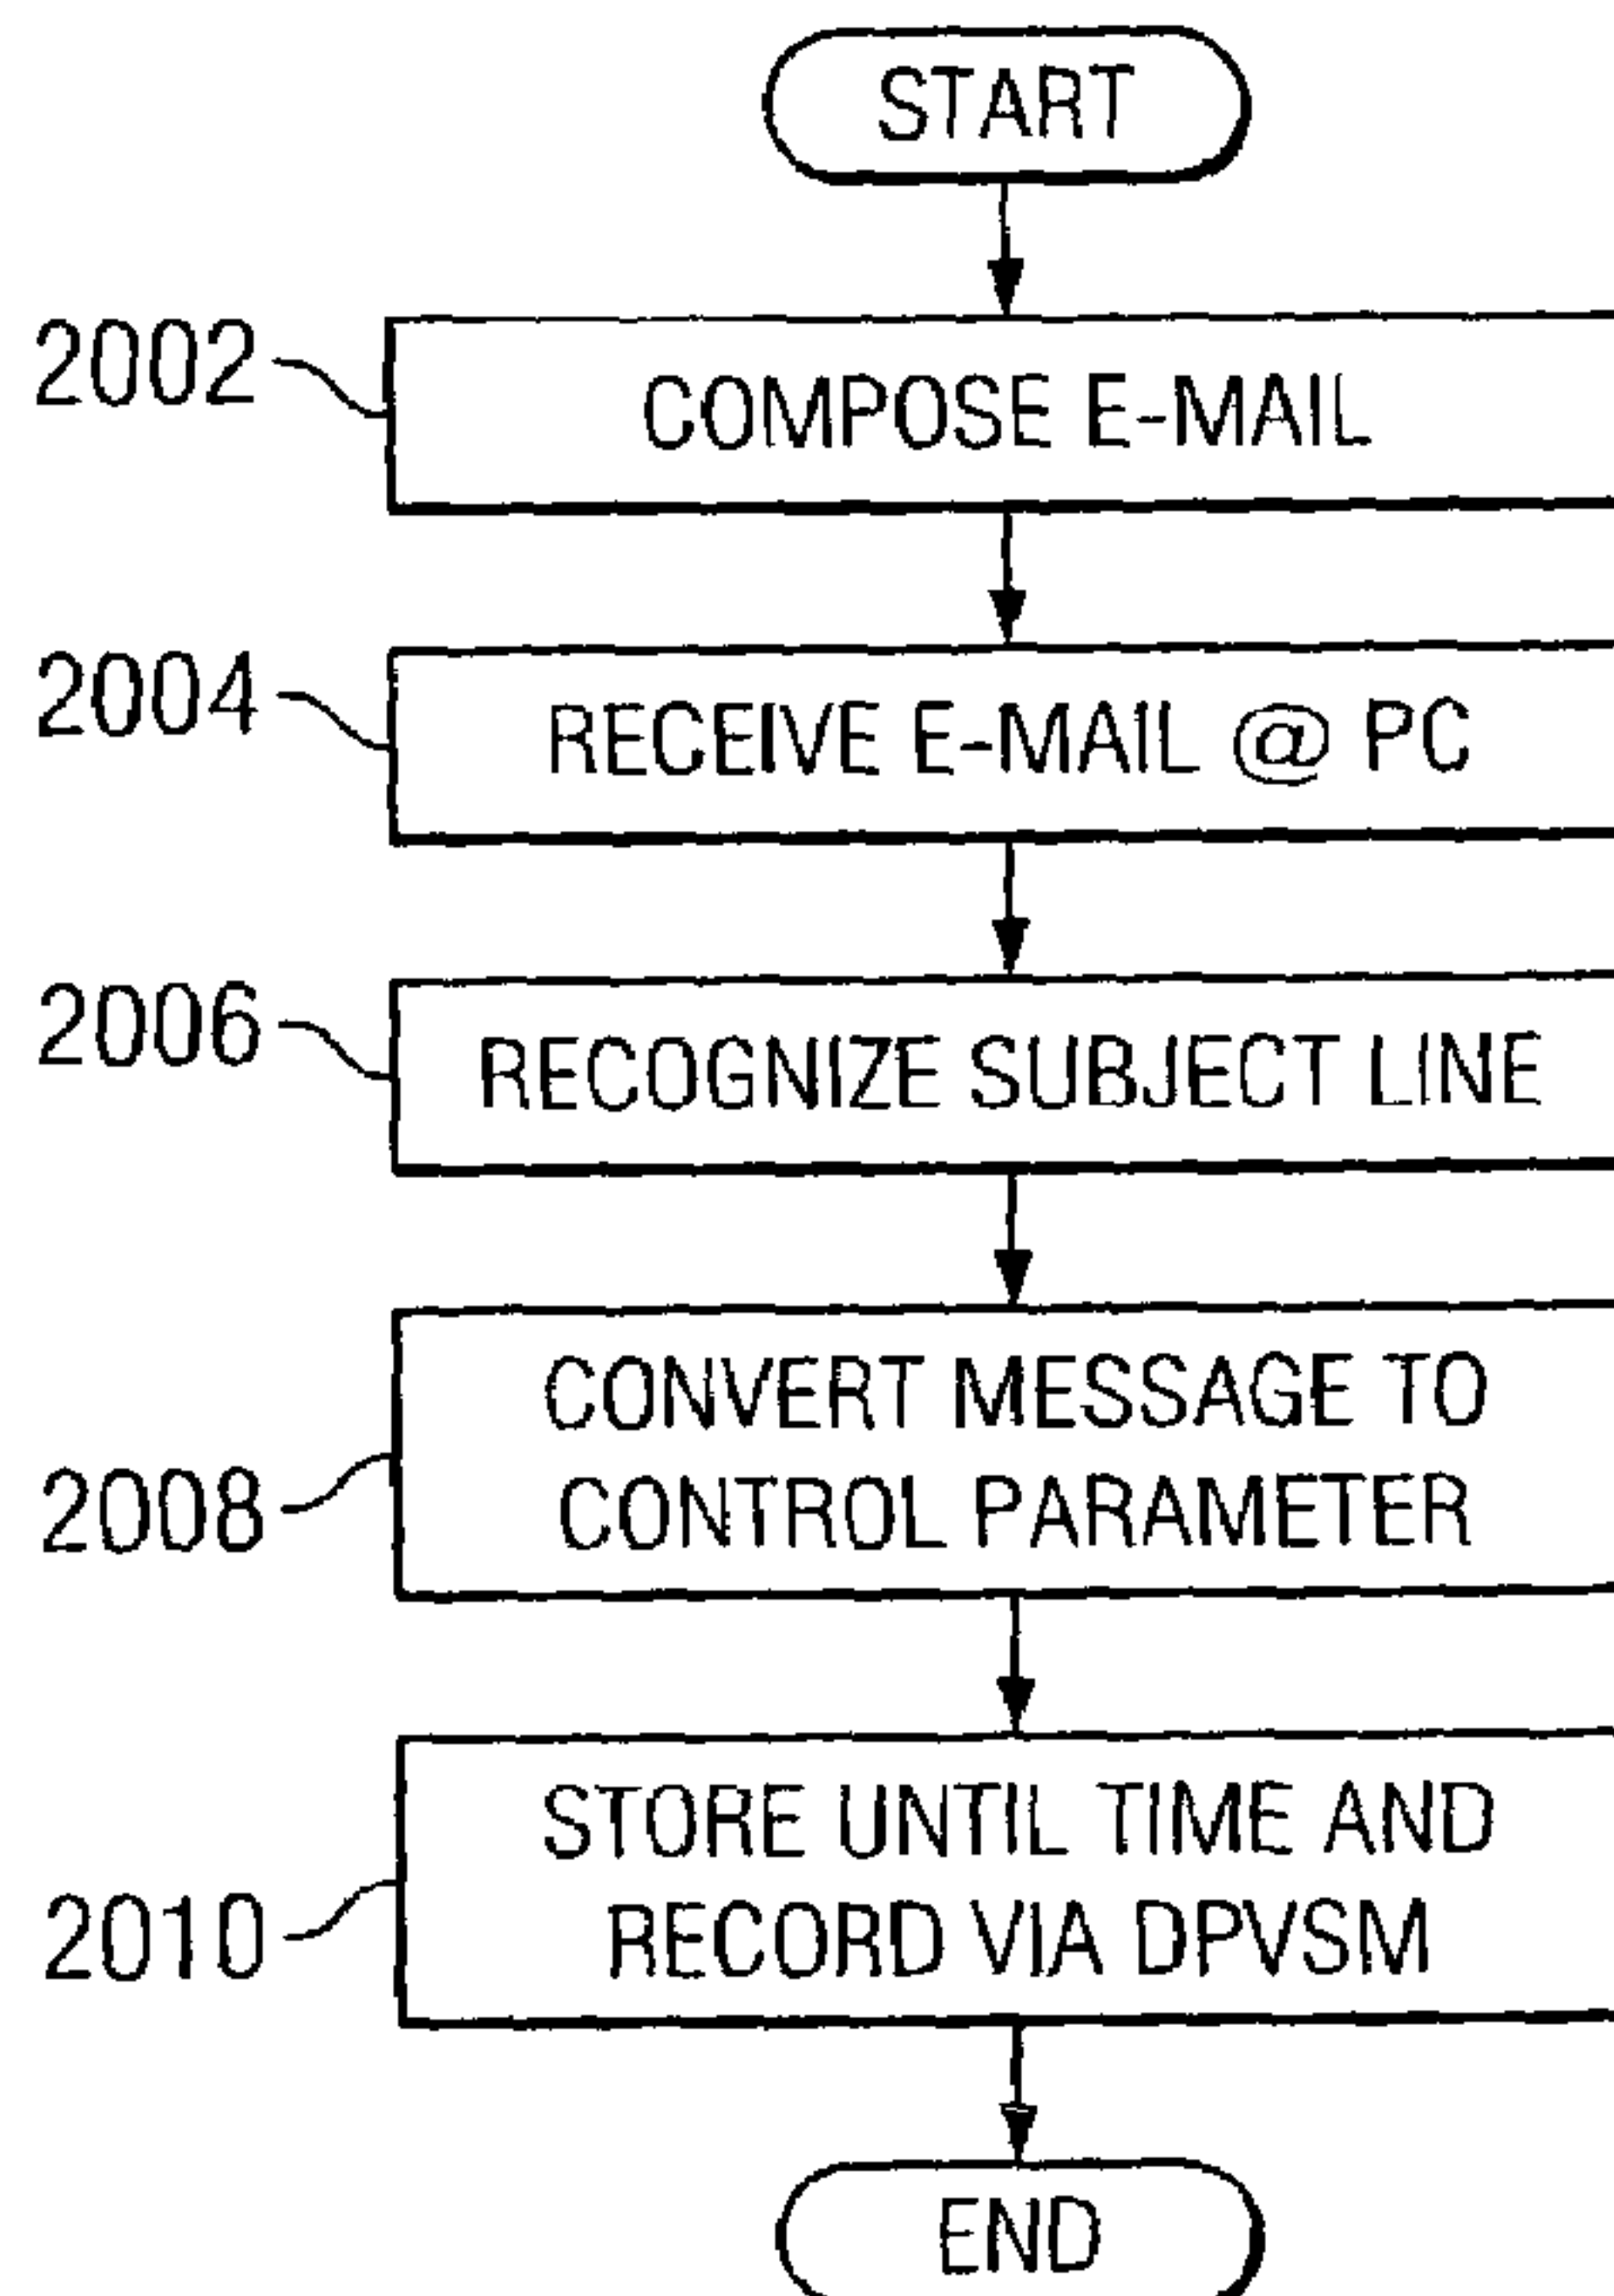 START
2002
COMPOSE E-MAIL
2004
RECEIVE E-MAIL @ PC
2006
RECOGNIZE SUBJECT LINE
2008
CONVERT MESSAGE TO
CONTROL PARAMETER
2010
STORE UNTIL TIME AND
RECORD VIA DPVSM
END